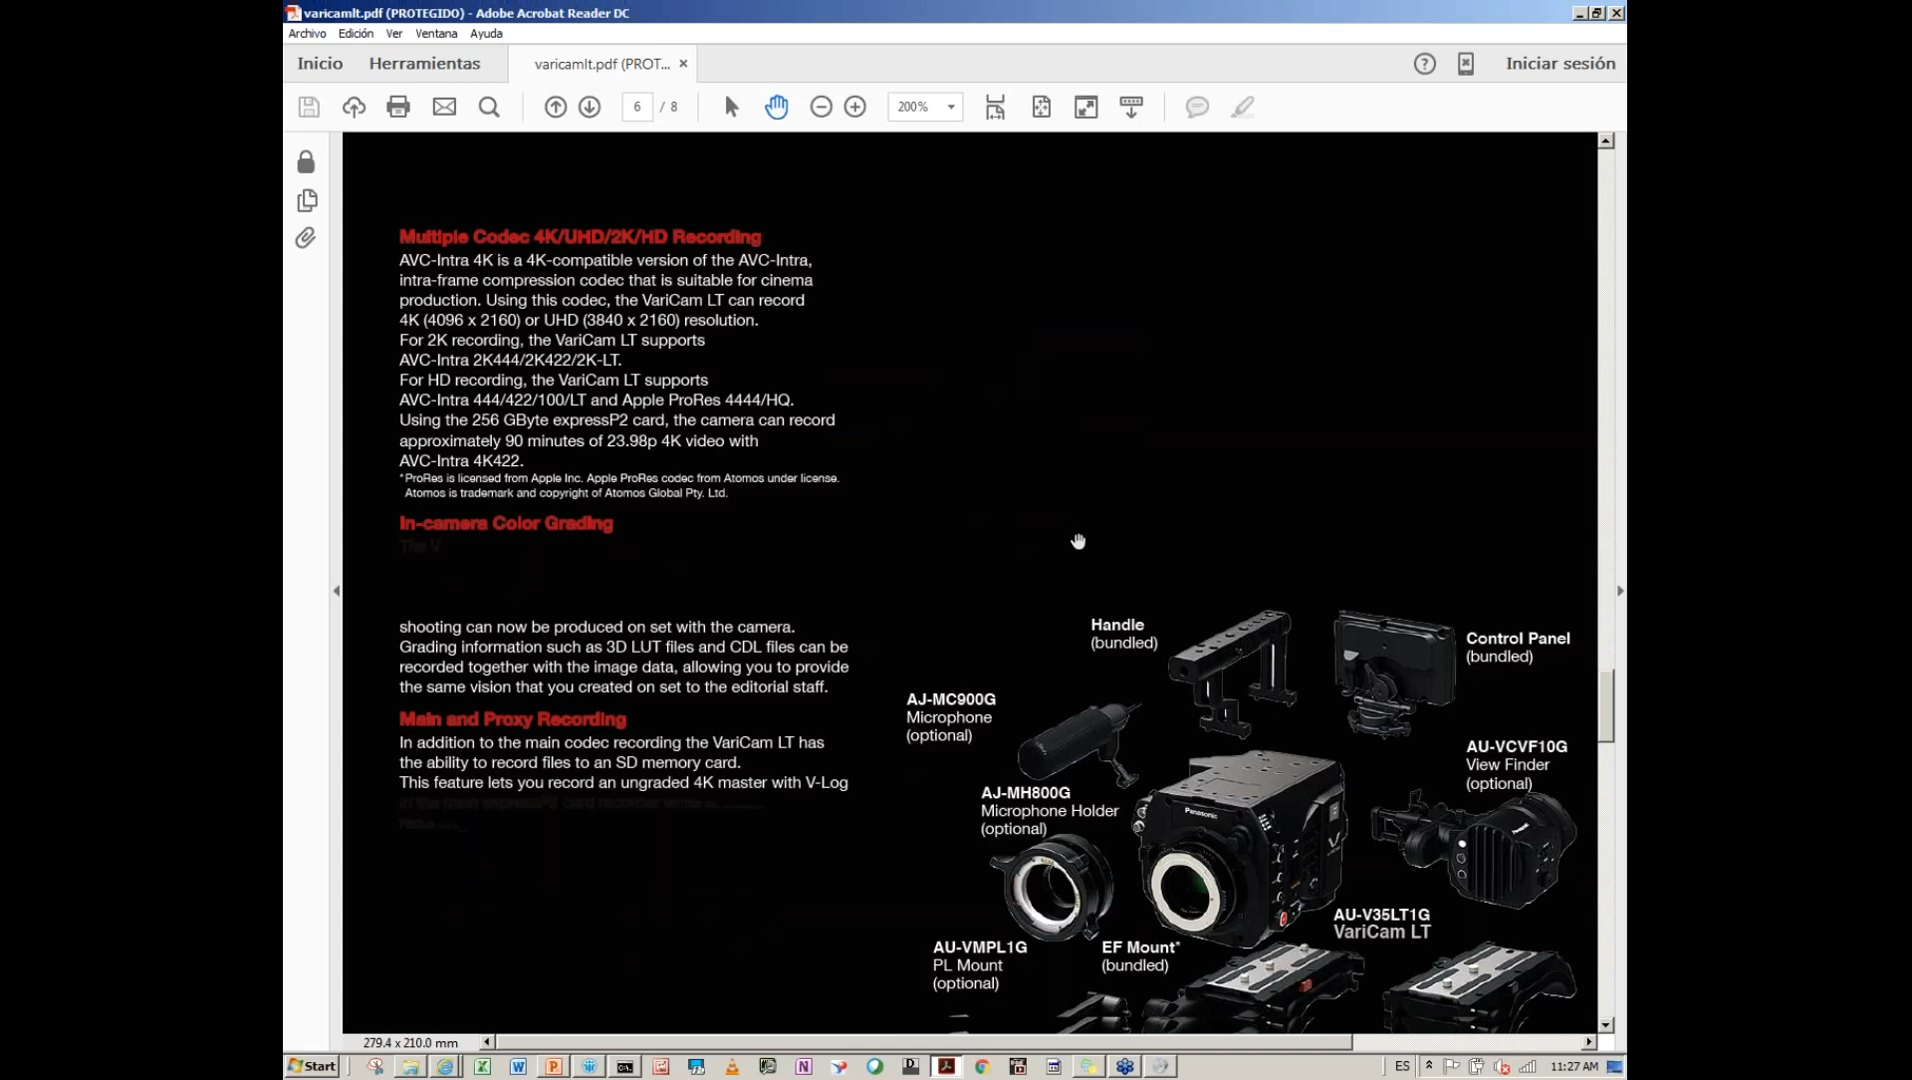 varicamlt.pdf (PROTEGIDO) - Adobe Acrobat Reader DC
Archivo Edición Ver Ventana Ayuda
Inicio Herramientas varicamlt.pdf (PROT... Iniciar sesión
6 / 8 200%
Multiple Codec 4K/UHD/2K/HD Recording
AVC-Intra 4K is a 4K-compatible version of the AVC-Intra,
intra-frame compression codec that is suitable for cinema
production. Using this codec, the VariCam LT can record
4K (4096 x 2160) or UHD (3840 x 2160) resolution.
For 2K recording, the VariCam LT supports
AVC-Intra 2K444/2K422/2K-LT.
For HD recording, the VariCam LT supports
AVC-Intra 444/422/100/LT and Apple ProRes 4444/HQ.
Using the 256 GByte expressP2 card, the camera can record
approximately 90 minutes of 23.98p 4K video with
AVC-Intra 4K422.
*ProRes is licensed from Apple Inc. Apple ProRes codec from Atomos under license.
Atomos is trademark and copyright of Atomos Global Pty. Ltd.
In-camera Color Grading
The V
shooting can now be produced on set with the camera.
Grading information such as 3D LUT files and CDL files can be
recorded together with the image data, allowing you to provide
the same vision that you created on set to the editorial staff.
Main and Proxy Recording
In addition to the main codec recording the VariCam LT has
the ability to record files to an SD memory card.
This feature lets you record an ungraded 4K master with V-Log
in the main expressP2 card recorder while
Handle
(bundled)
Control Panel
(bundled)
AJ-MC900G
Microphone
(optional)
AU-VCVF10G
View Finder
(optional)
AJ-MH800G
Microphone Holder
(optional)
Panasonic
AU-V35LT1G
VariCam LT
AU-VMPL1G
PL Mount
(optional)
EF Mount*
(bundled)
279.4 x 210.0 mm
Start ES 11:27 AM